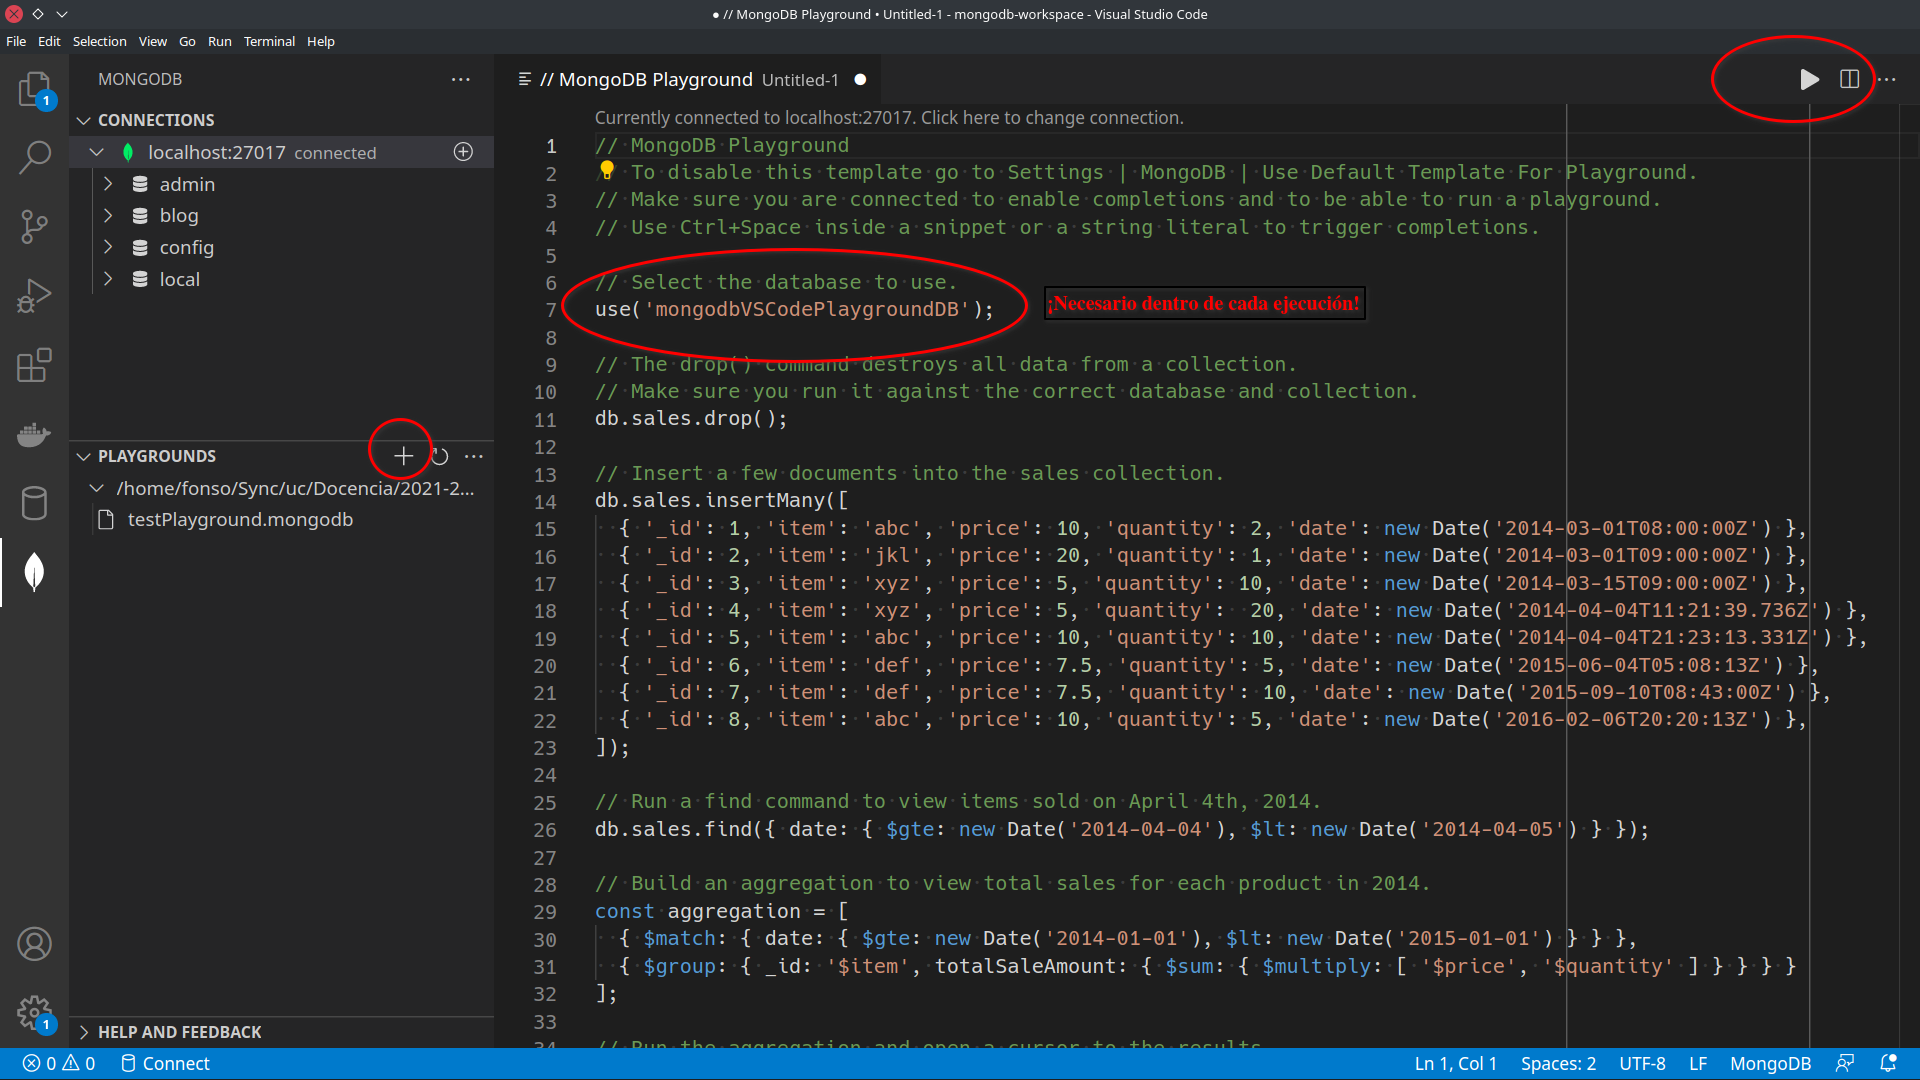 ● // MongoDB Playground • Untitled-1 - mongodb-workspace - Visual Studio Code
File Edit Selection View Go Run Terminal Help
MONGODB
CONNECTIONS
localhost:27017 connected
admin
blog
config
local
PLAYGROUNDS
/home/fonso/Sync/uc/Docencia/2021-2...
testPlayground.mongodb
HELP AND FEEDBACK
1
1
// MongoDB Playground Untitled-1 ●
Currently connected to localhost:27017. Click here to change connection.
1 // MongoDB Playground
2 // To disable this template go to Settings | MongoDB | Use Default Template For Playground.
3 // Make sure you are connected to enable completions and to be able to run a playground.
4 // Use Ctrl+Space inside a snippet or a string literal to trigger completions.
5
6 // Select the database to use.
7 use('mongodbVSCodePlaygroundDB');
¡Necesario dentro de cada ejecución!
8
9 // The drop() command destroys all data from a collection.
10 // Make sure you run it against the correct database and collection.
11 db.sales.drop();
12
13 // Insert a few documents into the sales collection.
14 db.sales.insertMany([
15   { '_id': 1, 'item': 'abc', 'price': 10, 'quantity': 2, 'date': new Date('2014-03-01T08:00:00Z') },
16   { '_id': 2, 'item': 'jkl', 'price': 20, 'quantity': 1, 'date': new Date('2014-03-01T09:00:00Z') },
17   { '_id': 3, 'item': 'xyz', 'price': 5, 'quantity': 10, 'date': new Date('2014-03-15T09:00:00Z') },
18   { '_id': 4, 'item': 'xyz', 'price': 5, 'quantity':  20, 'date': new Date('2014-04-04T11:21:39.736Z') },
19   { '_id': 5, 'item': 'abc', 'price': 10, 'quantity': 10, 'date': new Date('2014-04-04T21:23:13.331Z') },
20   { '_id': 6, 'item': 'def', 'price': 7.5, 'quantity': 5, 'date': new Date('2015-06-04T05:08:13Z') },
21   { '_id': 7, 'item': 'def', 'price': 7.5, 'quantity': 10, 'date': new Date('2015-09-10T08:43:00Z') },
22   { '_id': 8, 'item': 'abc', 'price': 10, 'quantity': 5, 'date': new Date('2016-02-06T20:20:13Z') },
23 ]);
24
25 // Run a find command to view items sold on April 4th, 2014.
26 db.sales.find({ date: { $gte: new Date('2014-04-04'), $lt: new Date('2014-04-05') } });
27
28 // Build an aggregation to view total sales for each product in 2014.
29 const aggregation = [
30   { $match: { date: { $gte: new Date('2014-01-01'), $lt: new Date('2015-01-01') } } },
31   { $group: { _id: '$item', totalSaleAmount: { $sum: { $multiply: [ '$price', '$quantity' ] } } } }
32 ];
33
34 // Run the aggregation and open a cursor to the results
0 0 Connect Ln 1, Col 1 Spaces: 2 UTF-8 LF MongoDB